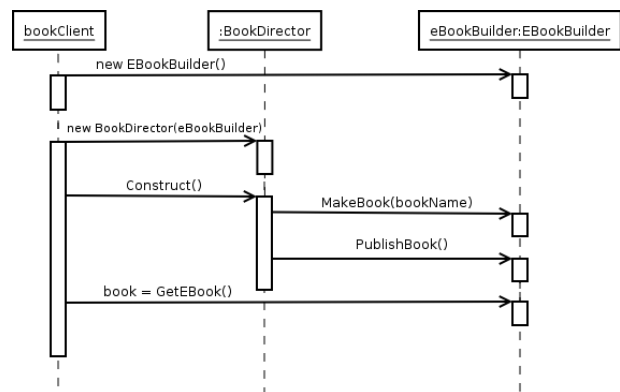 bookClient
:BookDirector
eBookBuilder:EBookBuilder
new EBookBuilder()
new BookDirector(eBookBuilder)
Construct()
MakeBook(bookName)
PublishBook()
book = GetEBook()